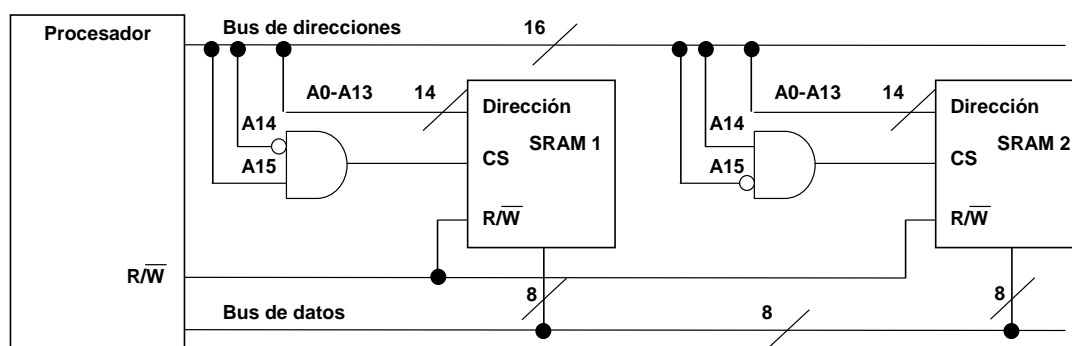 Procesador
Bus de direcciones
16
A0-A13
14
Dirección
A14
SRAM 1
A15
CS
R/W̅
A0-A13
14
Dirección
A14
SRAM 2
A15
CS
R/W̅
R/W̅
8
8
8
Bus de datos